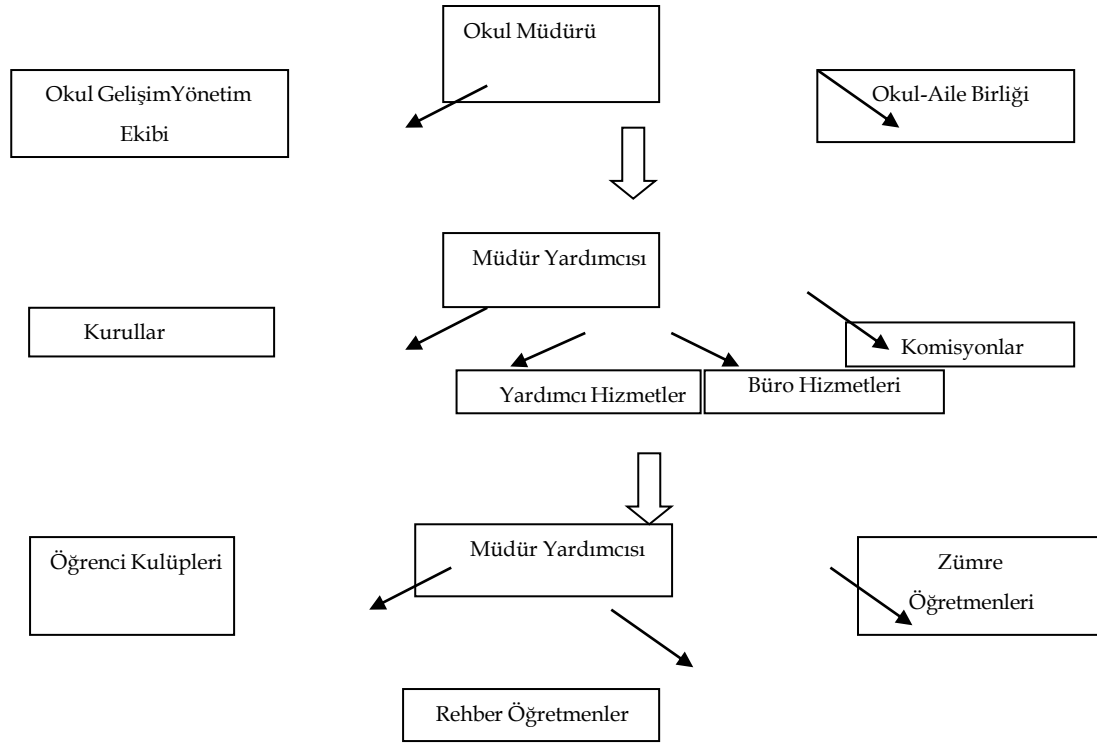 Okul Müdürü
Okul GelişimYönetim
Ekibi
Okul-Aile Birliği
Müdür Yardımcısı
Kurullar
Komisyonlar
Yardımcı Hizmetler
Büro Hizmetleri
Öğrenci Kulüpleri
Müdür Yardımcısı
Zümre
Öğretmenleri
Rehber Öğretmenler